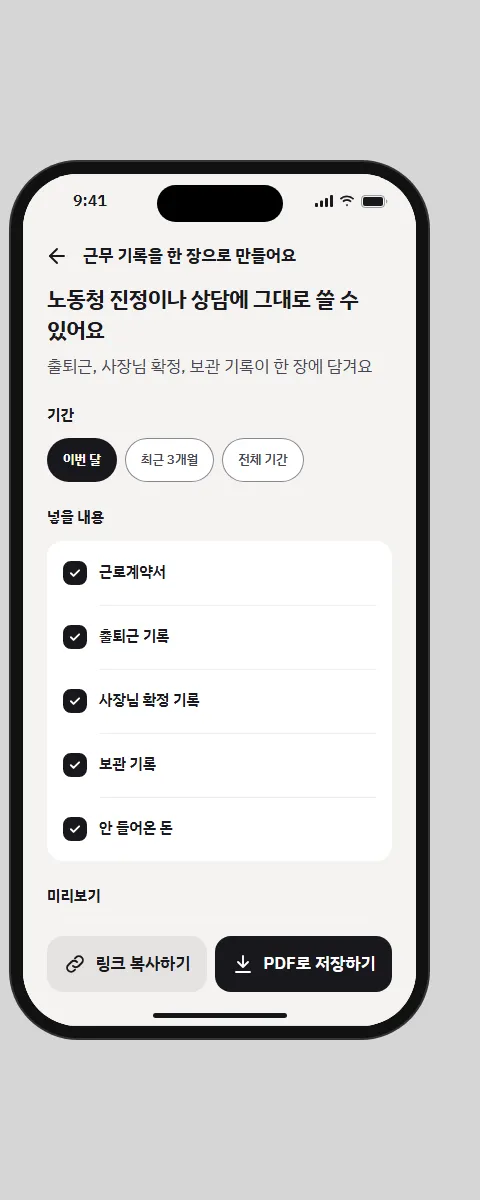 9:41
근무 기록을 한 장으로 만들어요
노동청 진정이나 상담에 그대로 쓸 수
있어요
출퇴근, 사장님 확정, 보관 기록이 한 장에 담겨요
기간
이번 달
최근 3개월
전체 기간
넣을 내용
근로계약서
출퇴근 기록
사장님 확정 기록
보관 기록
안 들어온 돈
미리보기
링크 복사하기
PDF로 저장하기